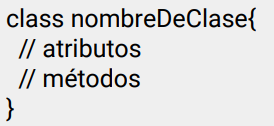 class nombreDeClase{
// atributos
// métodos
}